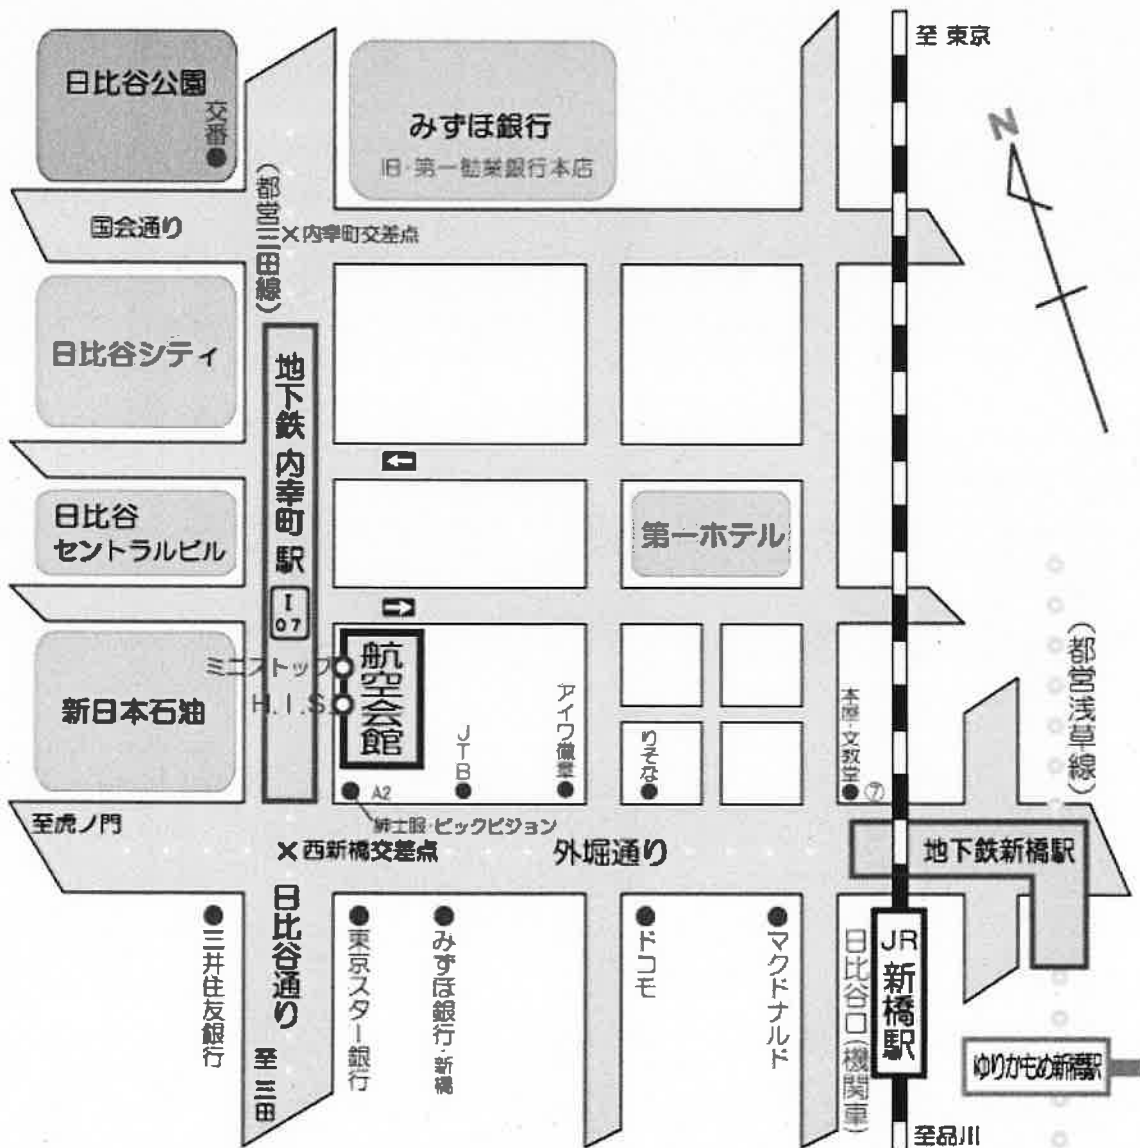 至 東京
日比谷公園
交番
みずほ銀行
旧・第一勧業銀行本店
N
(都営三田線)
国会通り
×内幸町交差点
日比谷シティ
地下鉄 内幸町 駅
I
07
日比谷
セントラルビル
第一ホテル
新日本石油
ミニストップ
H.I.S.
航空会館
JTB
アイワ徽章
りそな
本屋・文教堂
⑦
(都営浅草線)
A2
紳士服・ビックビジョン
至虎ノ門
×西新橋交差点
外堀通り
地下鉄新橋駅
日比谷通り
至 三田
三井住友銀行
東京スター銀行
みずほ銀行・新橋
ドコモ
マクドナルド
日比谷口(機関車)
JR
新橋駅
ゆりかもめ新橋駅
至品川